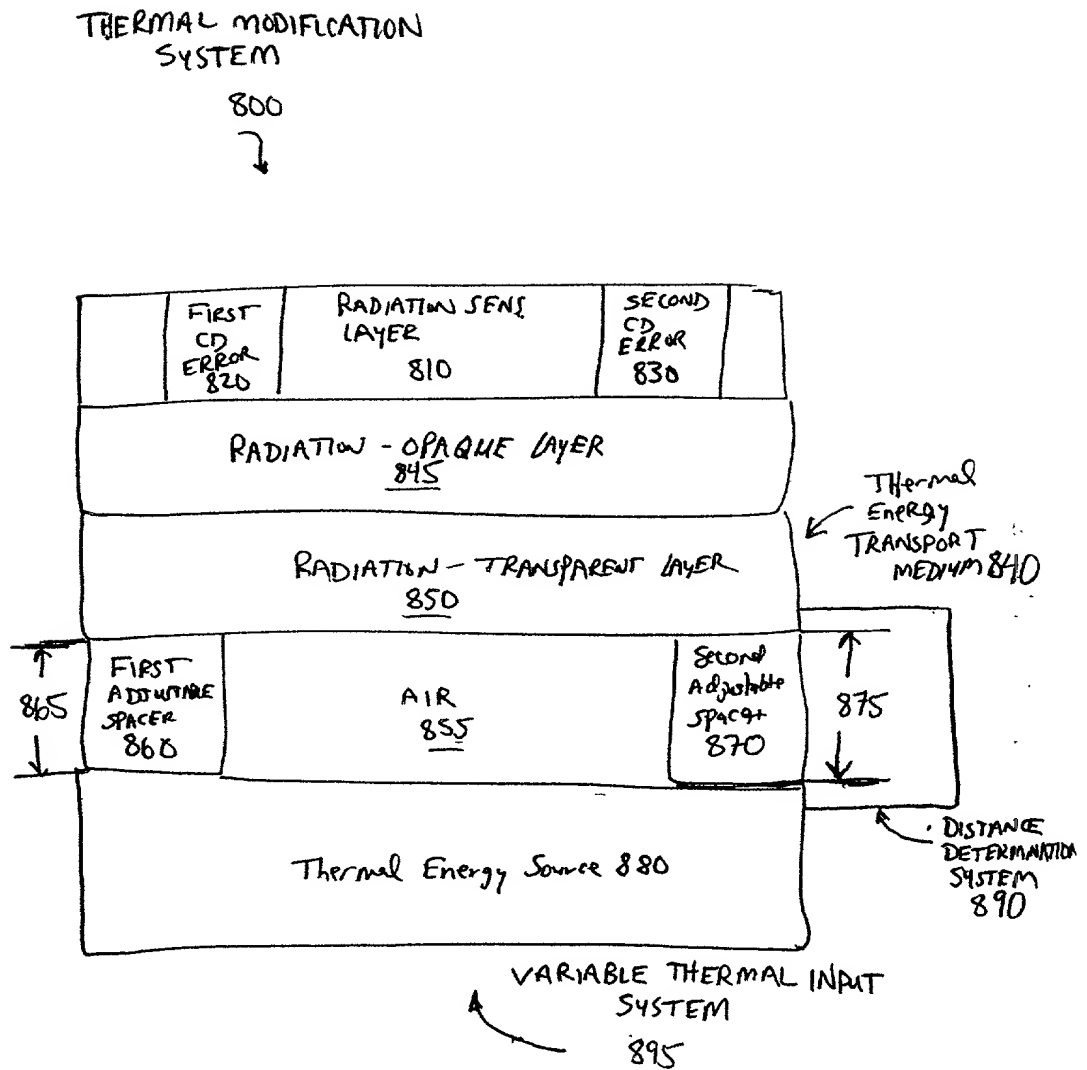 THERMAL MODIFICATION
SYSTEM
800
FIRST
CD
ERROR
820
RADIATION SENS
LAYER
810
SECOND
CD
ERROR
830
RADIATION - OPAQUE LAYER
845
Thermal
Energy
TRANSPORT
MEDIUM 840
RADIATION - TRANSPARENT LAYER
850
865
FIRST
ADJUSTABLE
SPACER
860
AIR
855
Second
Adjustable
spacer
870
875
Thermal Energy Source 880
DISTANCE
DETERMINATION
SYSTEM
890
VARIABLE THERMAL INPUT
SYSTEM
895